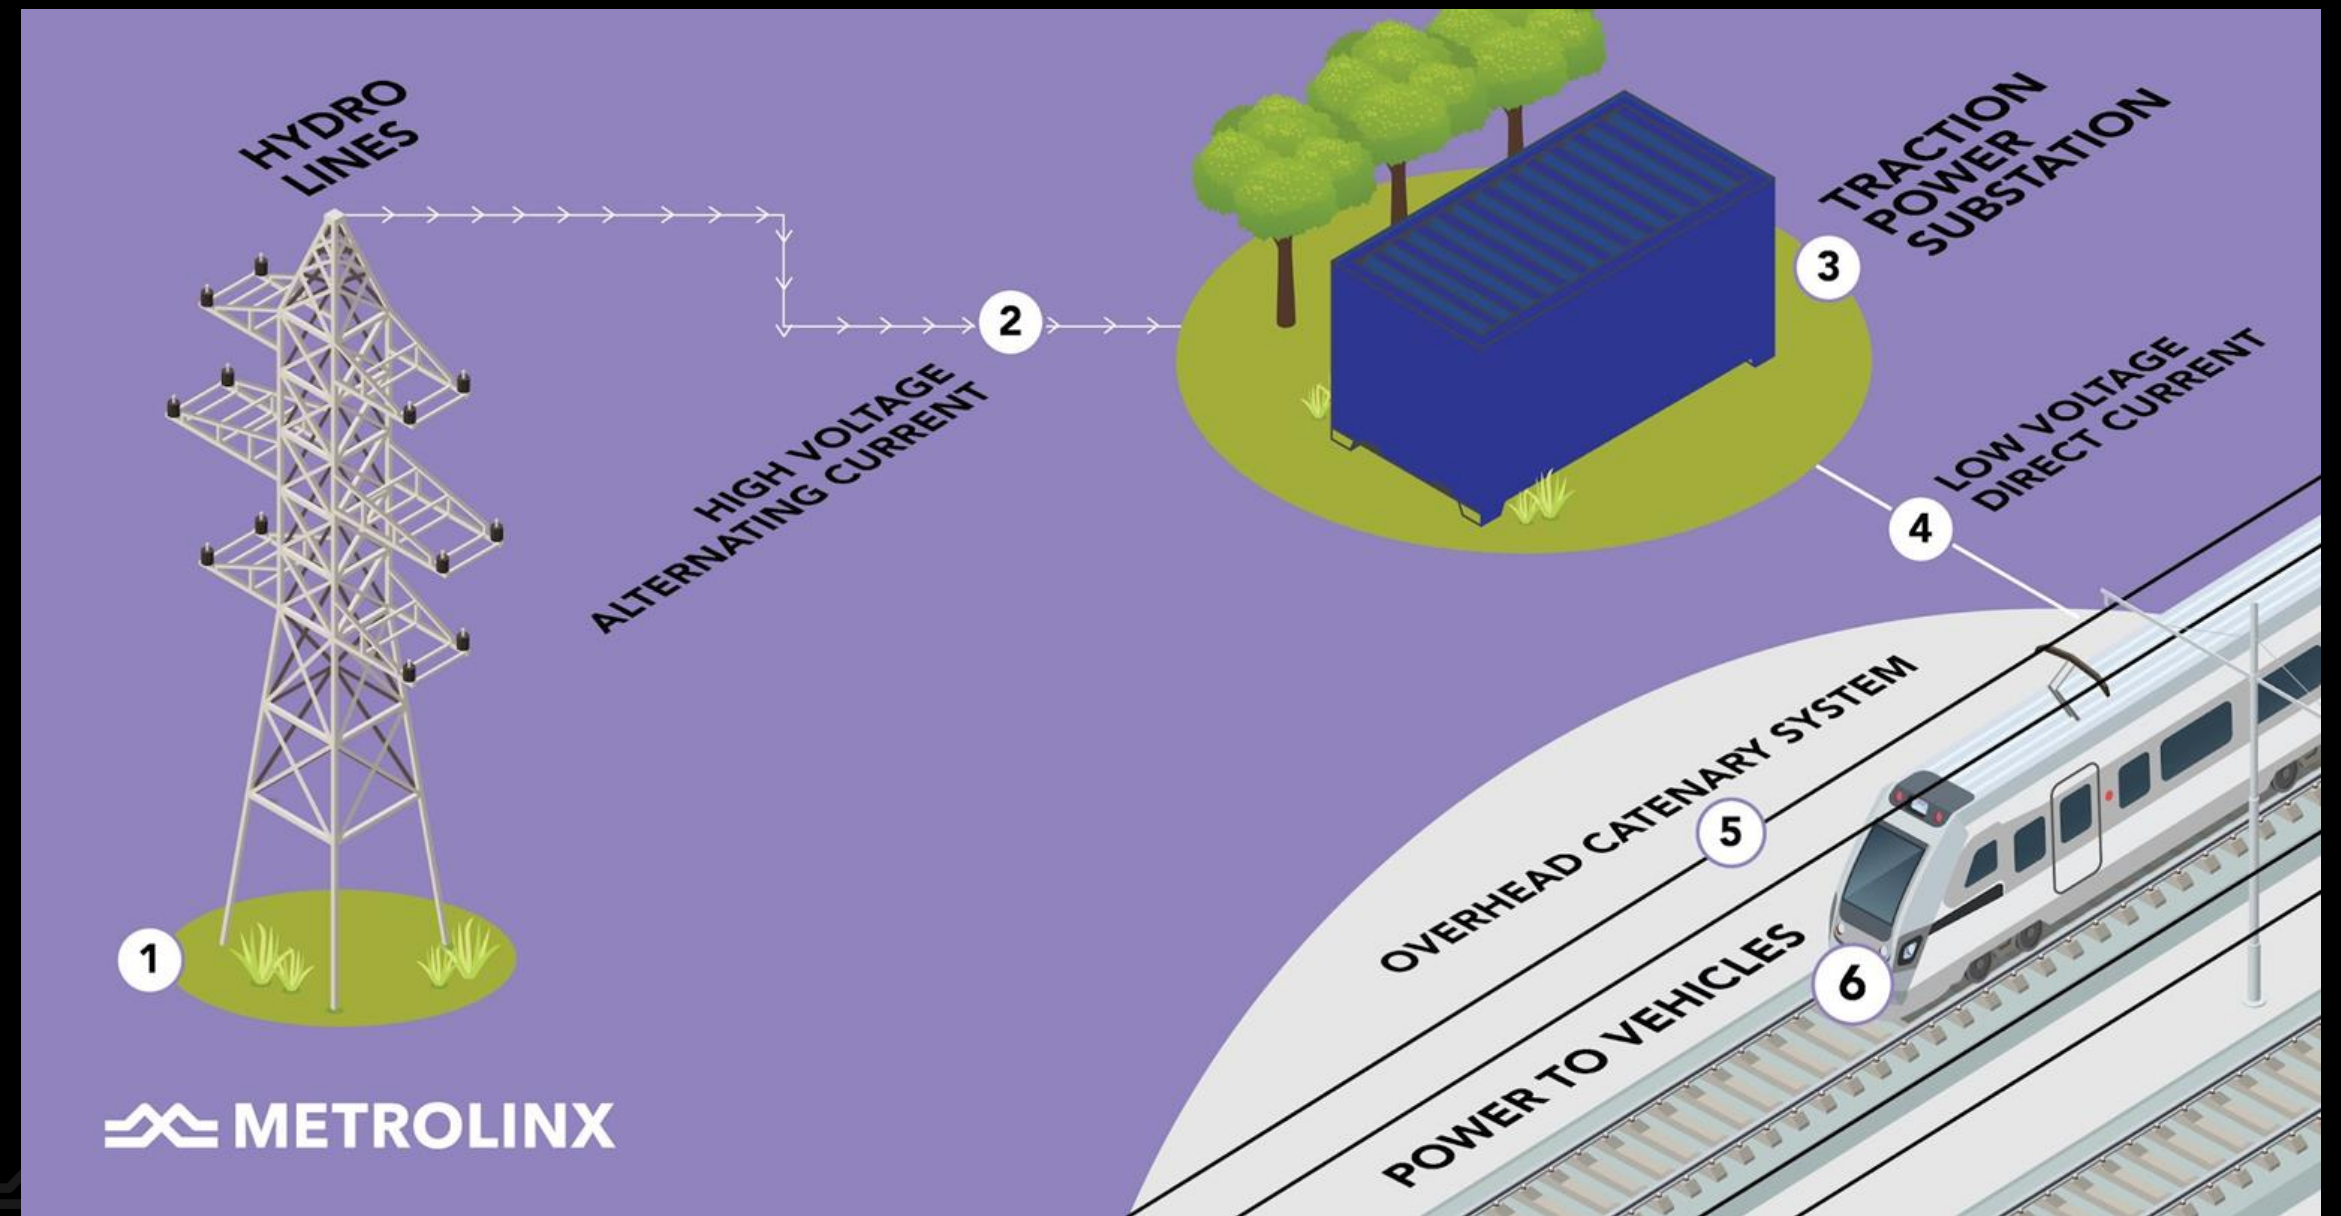 HYDRO
LINES
TRACTION
POWER
SUBSTATION
3
2
HIGH VOLTAGE
ALTERNATING CURRENT
LOW VOLTAGE
DIRECT CURRENT
4
OVERHEAD CATENARY SYSTEM
5
1
POWER TO VEHICLES
6
METROLINX